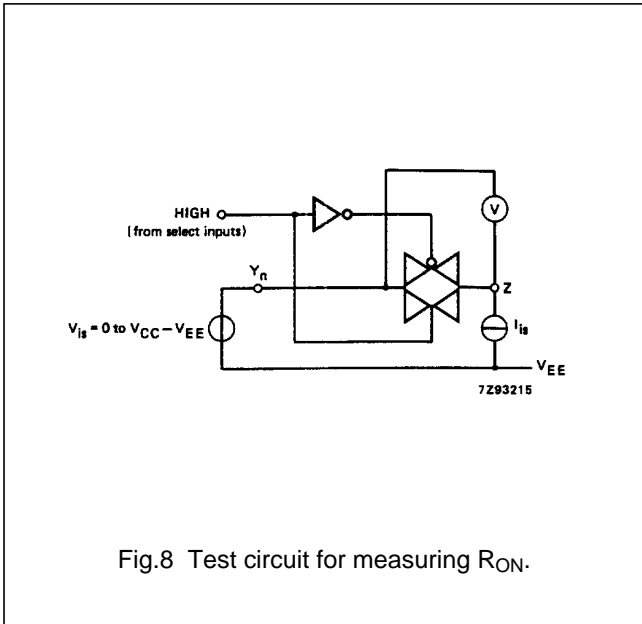 HIGH
(from select inputs)
Yn
V
Z
Vis = 0 to VCC – VEE
Iis
VEE
7Z93215
Fig.8 Test circuit for measuring RON.